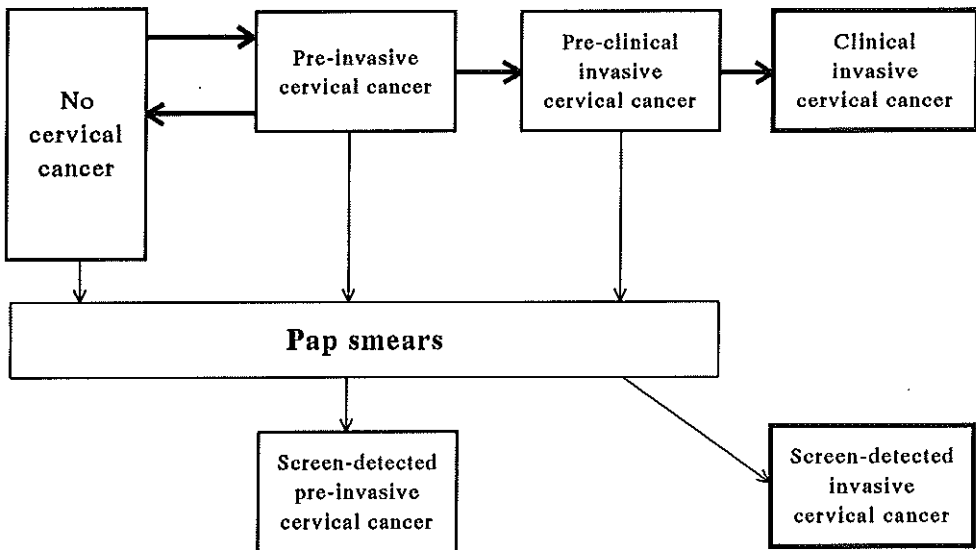 No
cervical
cancer
Pre-invasive
cervical cancer
Pre-clinical
invasive
cervical cancer
Clinical
invasive
cervical cancer
Pap smears
Screen-detected
pre-invasive
cervical cancer
Screen-detected
invasive
cervical cancer